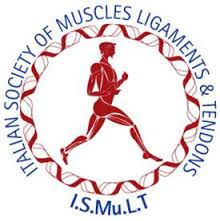 ITALIAN SOCIETY OF MUSCLES LIGAMENTS & TENDONS
I.S.Mu.L.T